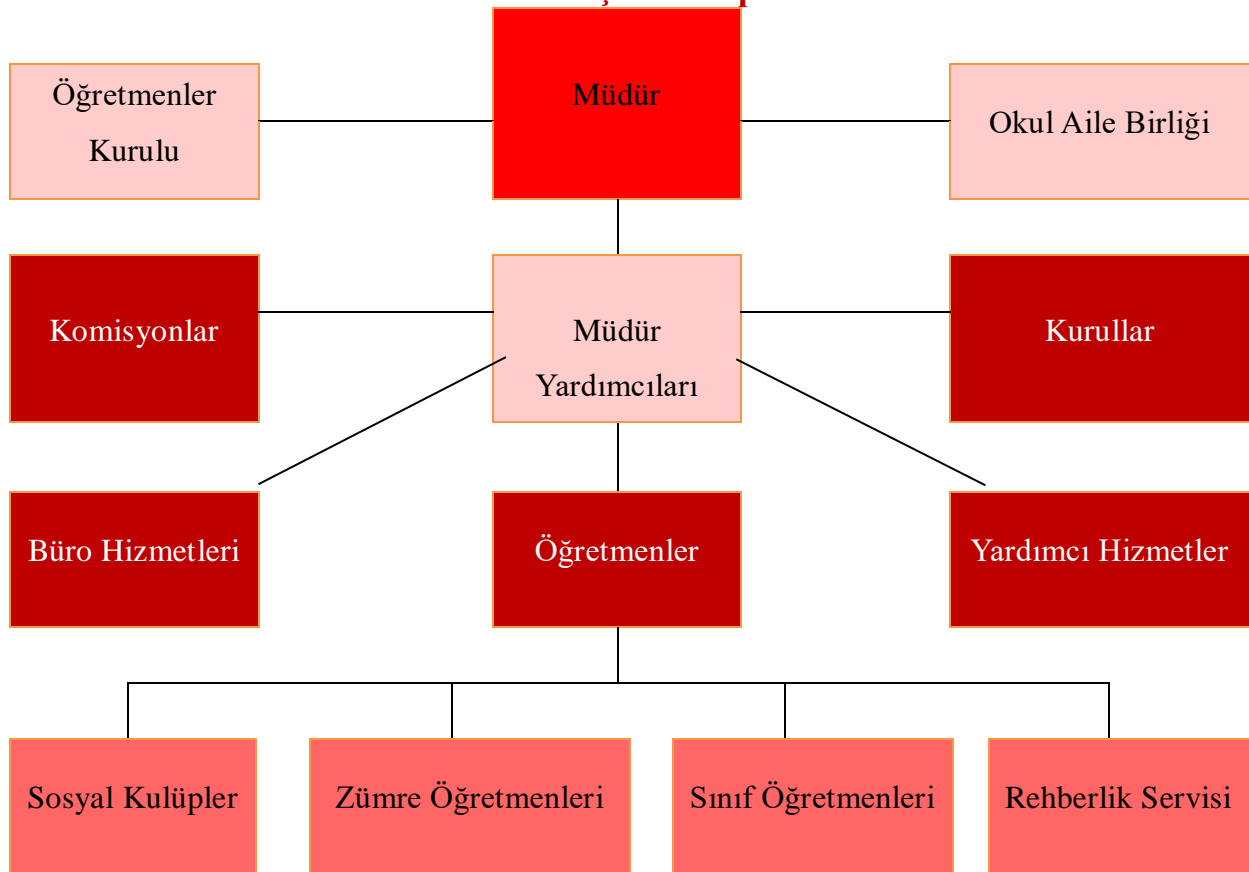 Öğretmenler
Kurulu
Müdür
Okul Aile Birliği
Komisyonlar
Müdür
Yardımcıları
Kurullar
Büro Hizmetleri
Öğretmenler
Yardımcı Hizmetler
Sosyal Kulüpler
Zümre Öğretmenleri
Sınıf Öğretmenleri
Rehberlik Servisi